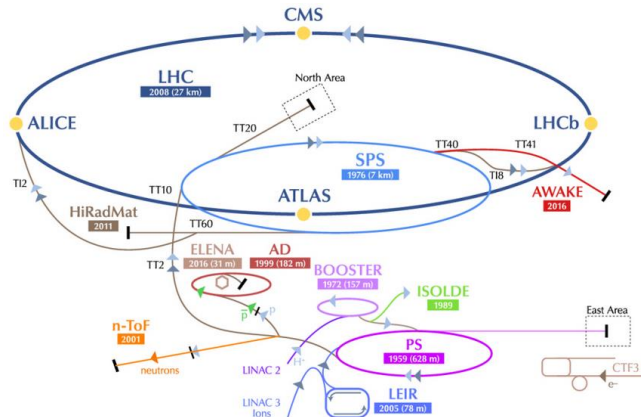 CMS
LHC
2008 (27 km)
North Area
ALICE
TT20
LHCb
TT40
TT41
SPS
1976 (7 km)
TI2
TT10
TI8
AWAKE
2016
ATLAS
HiRadMat
2011
TT60
ELENA
2016 (31 m)
AD
1999 (182 m)
TT2
BOOSTER
1972 (157 m)
ISOLDE
1989
p
p
East Area
n-ToF
2001
PS
1959 (628 m)
neutrons
LINAC 2
H+
CTF3
e–
LINAC 3
Ions
LEIR
2005 (78 m)